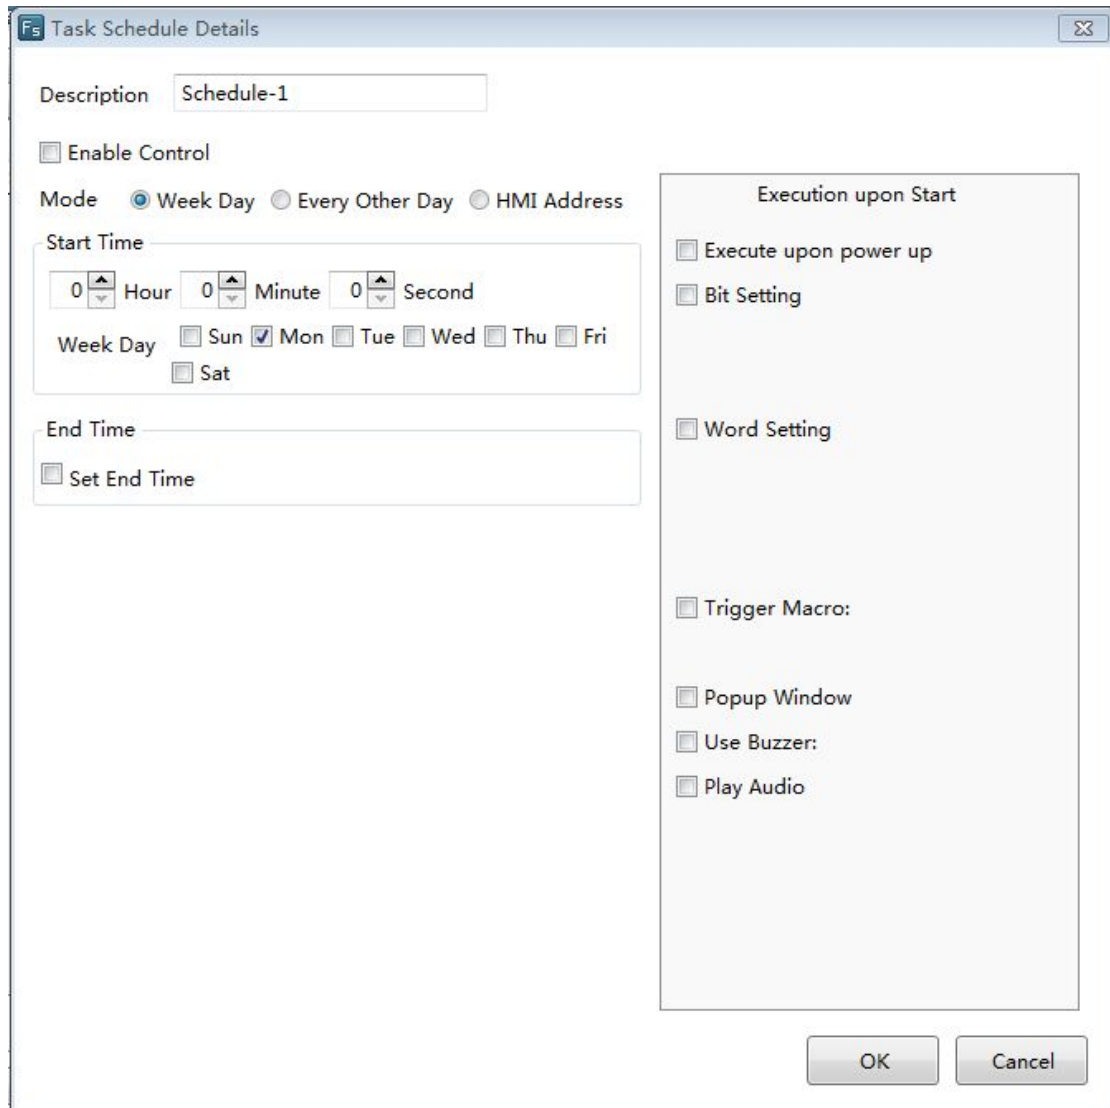 Fs Task Schedule Details
Description Schedule-1
Enable Control
Mode Week Day Every Other Day HMI Address
Start Time
0 Hour 0 Minute 0 Second
Week Day Sun Mon Tue Wed Thu Fri
Sat
End Time
Set End Time
Execution upon Start
Execute upon power up
Bit Setting
Word Setting
Trigger Macro:
Popup Window
Use Buzzer:
Play Audio
OK Cancel